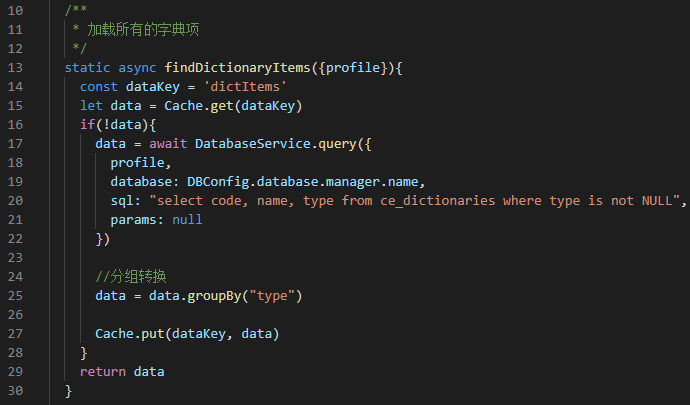 10 /**
11 * 加载所有的字典项
12 */
13 static async findDictionaryItems({profile}){
14 const dataKey = 'dictItems'
15 let data = Cache.get(dataKey)
16 if(!data){
17 data = await DatabaseService.query({
18 profile,
19 database: DBConfig.database.manager.name,
20 sql: "select code, name, type from ce_dictionaries where type is not NULL",
21 params: null
22 })
23
24 //分组转换
25 data = data.groupBy("type")
26
27 Cache.put(dataKey, data)
28 }
29 return data
30 }